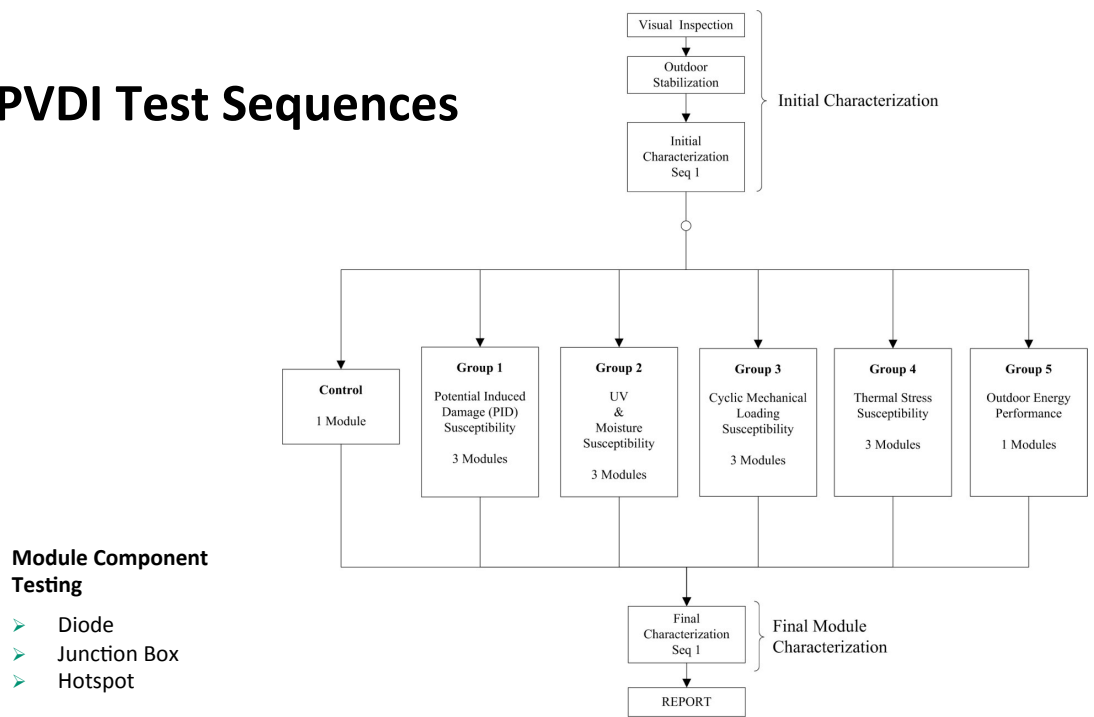 PVDI Test Sequences
Visual Inspection
Outdoor
Stabilization
Initial
Characterization
Seq 1
Initial Characterization
Control
1 Module
Group 1
Potential Induced
Damage (PID)
Susceptibility
3 Modules
Group 2
UV
&
Moisture
Susceptibility
3 Modules
Group 3
Cyclic Mechanical
Loading
Susceptibility
3 Modules
Group 4
Thermal Stress
Susceptibility
3 Modules
Group 5
Outdoor Energy
Performance
1 Modules
Final
Characterization
Seq 1
Final Module
Characterization
REPORT
Module Component
Testing
➢ Diode
➢ Junction Box
➢ Hotspot